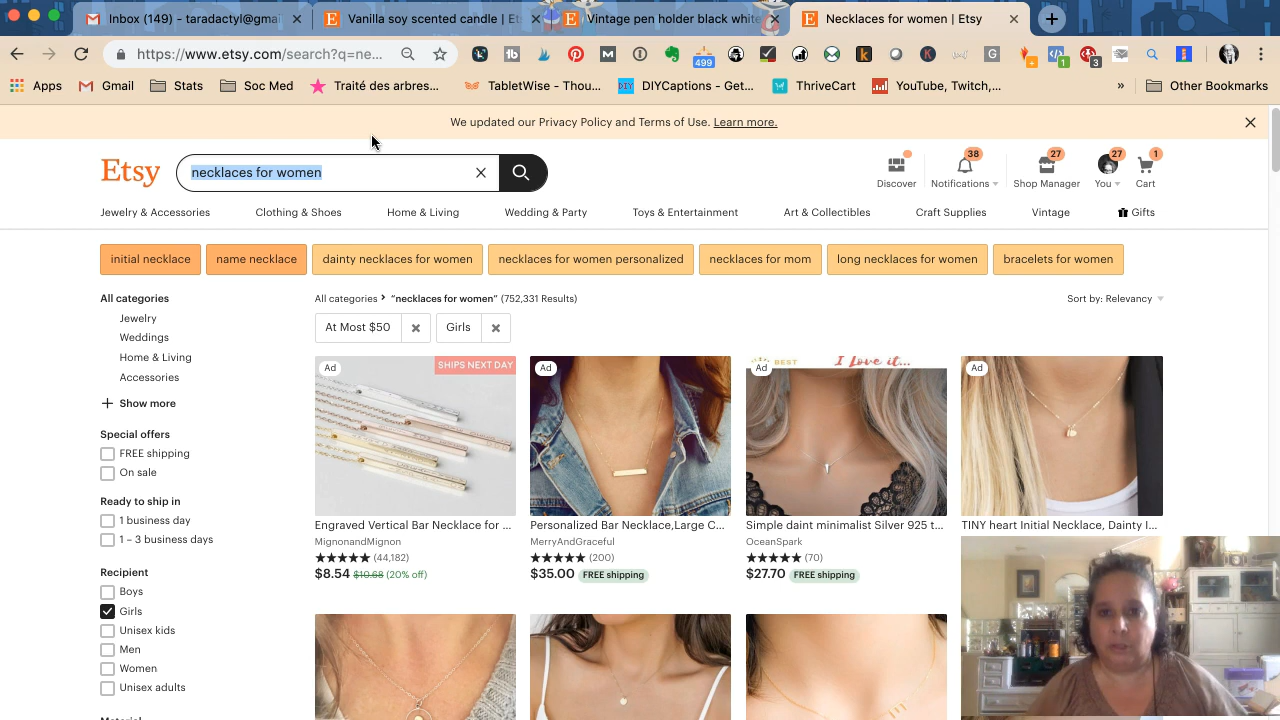 Inbox (149) - taradactyl@gmai
Vanilla soy scented candle | Ets
Vintage pen holder black white
Necklaces for women | Etsy
https://www.etsy.com/search?q=ne...
499
1
3
Apps
Gmail
Stats
Soc Med
Traité des arbres...
TabletWise - Thou...
DIYCaptions - Get...
ThriveCart
YouTube, Twitch,...
»
Other Bookmarks
We updated our Privacy Policy and Terms of Use. Learn more.
Etsy
necklaces for women
Discover
38
Notifications
27
Shop Manager
27
You
1
Cart
Jewelry & Accessories
Clothing & Shoes
Home & Living
Wedding & Party
Toys & Entertainment
Art & Collectibles
Craft Supplies
Vintage
Gifts
initial necklace
name necklace
dainty necklaces for women
necklaces for women personalized
necklaces for mom
long necklaces for women
bracelets for women
All categories
Jewelry
Weddings
Home & Living
Accessories
Show more
Special offers
FREE shipping
On sale
Ready to ship in
1 business day
1 – 3 business days
Recipient
Boys
Girls
Unisex kids
Men
Women
Unisex adults
All categories > “necklaces for women” (752,331 Results)
Sort by: Relevancy
At Most $50
Girls
Ad
SHIPS NEXT DAY
Engraved Vertical Bar Necklace for ...
MignonandMignon
★★★★★ (44,182)
$8.54 $10.68 (20% off)
Ad
Personalized Bar Necklace,Large C...
MerryAndGraceful
★★★★★ (200)
$35.00 FREE shipping
BEST
I Love it...
Ad
Simple daint minimalist Silver 925 t...
OceanSpark
★★★★★ (70)
$27.70 FREE shipping
Ad
TINY heart Initial Necklace, Dainty I...